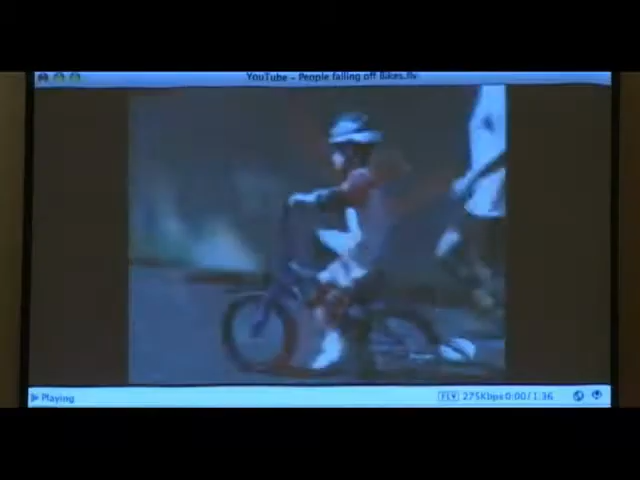 YouTube - People falling off Bikes.flv
Playing
FLV 275Kbps 0:00/1:36